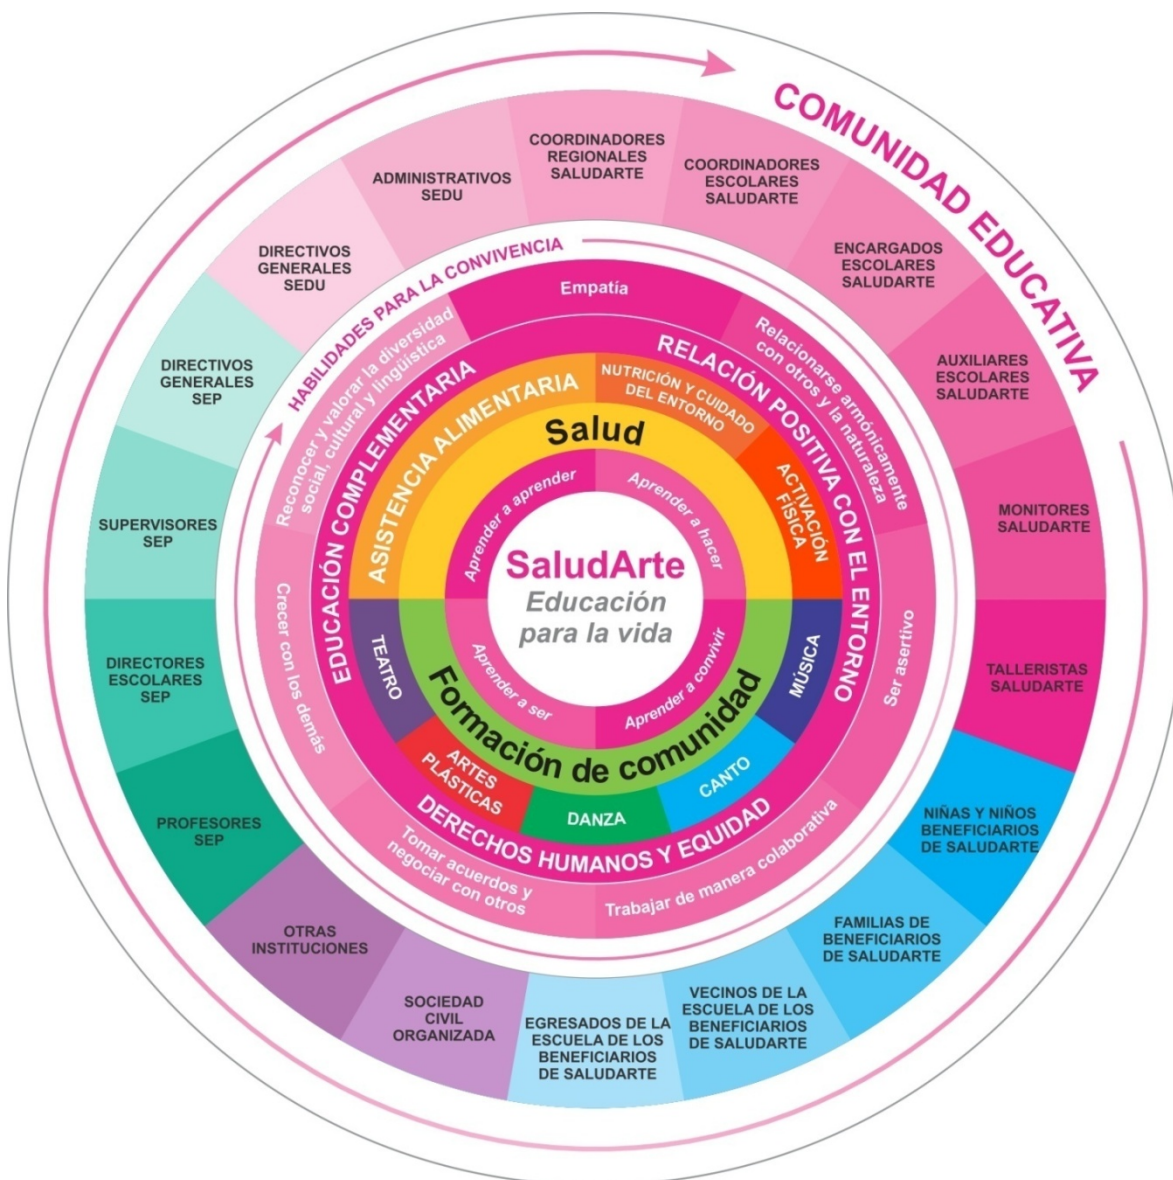 COMUNIDAD EDUCATIVA
COORDINADORES
REGIONALES
SALUDARTE
COORDINADORES
ESCOLARES
SALUDARTE
ENCARGADOS
ESCOLARES
SALUDARTE
AUXILIARES
ESCOLARES
SALUDARTE
MONITORES
SALUDARTE
TALLERISTAS
SALUDARTE
NIÑAS Y NIÑOS
BENEFICIARIOS
DE SALUDARTE
FAMILIAS DE
BENEFICIARIOS
DE SALUDARTE
VECINOS DE LA
ESCUELA DE LOS
BENEFICIARIOS
DE SALUDARTE
EGRESADOS DE LA
ESCUELA DE LOS
BENEFICIARIOS
DE SALUDARTE
SOCIEDAD
CIVIL
ORGANIZADA
OTRAS
INSTITUCIONES
PROFESORES
SEP
DIRECTORES
ESCOLARES
SEP
SUPERVISORES
SEP
DIRECTIVOS
GENERALES
SEP
DIRECTIVOS
GENERALES
SEDU
ADMINISTRATIVOS
SEDU
HABILIDADES PARA LA CONVIVENCIA
Empatía
Relacionarse armónicamente
con otros y la naturaleza
Ser asertivo
Trabajar de manera colaborativa
Tomar acuerdos y
negociar con otros
Crecer con los demás
Reconocer y valorar la diversidad
social, cultural y lingüística
EDUCACIÓN COMPLEMENTARIA
RELACIÓN POSITIVA CON EL ENTORNO
DERECHOS HUMANOS Y EQUIDAD
ASISTENCIA ALIMENTARIA
NUTRICIÓN Y CUIDADO
DEL ENTORNO
ACTIVACIÓN
FÍSICA
MÚSICA
CANTO
DANZA
ARTES
PLÁSTICAS
TEATRO
Salud
Formación de comunidad
Aprender a aprender
Aprender a hacer
Aprender a convivir
Aprender a ser
SaludArte
Educación
para la vida